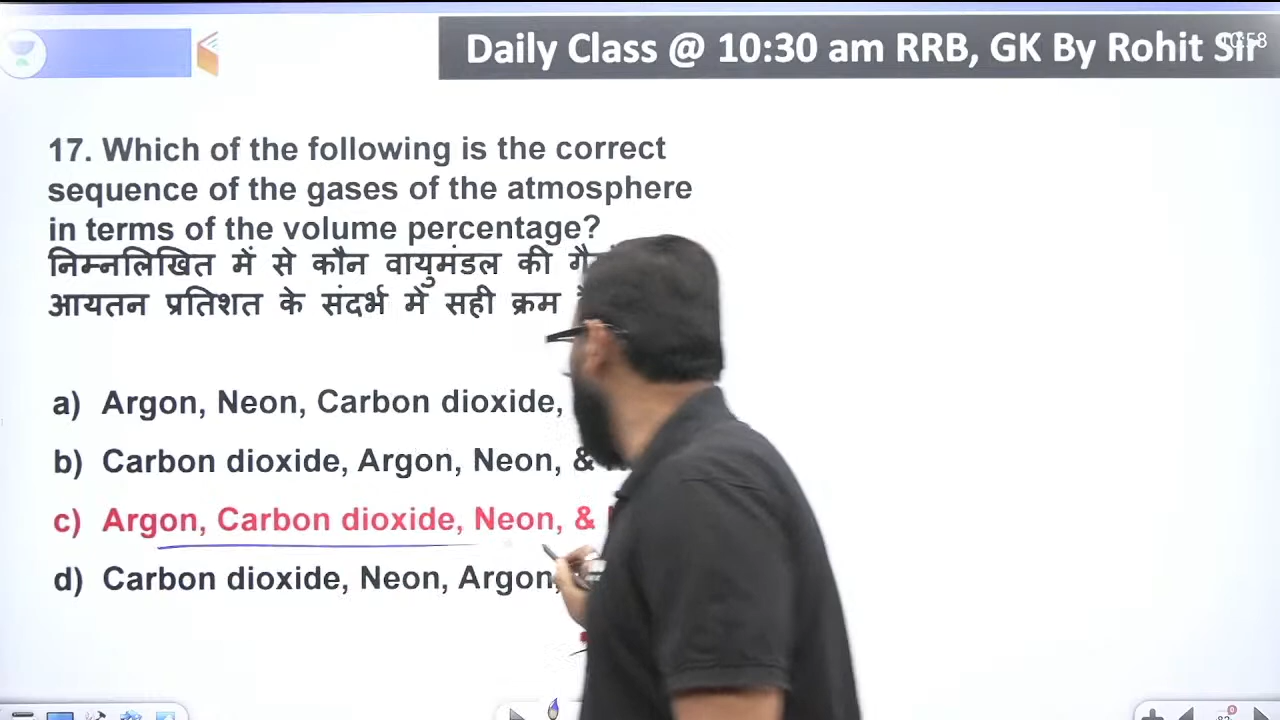 Daily Class @ 10:30 am RRB, GK By Rohit Sir
17. Which of the following is the correct
sequence of the gases of the atmosphere
in terms of the volume percentage?
निम्नलिखित में से कौन वायुमंडल की
आयतन प्रतिशत के संदर्भ में सही क्रम
a) Argon, Neon, Carbon dioxide,
b) Carbon dioxide, Argon, Neon, &
c) Argon, Carbon dioxide, Neon, &
d) Carbon dioxide, Neon, Argon,